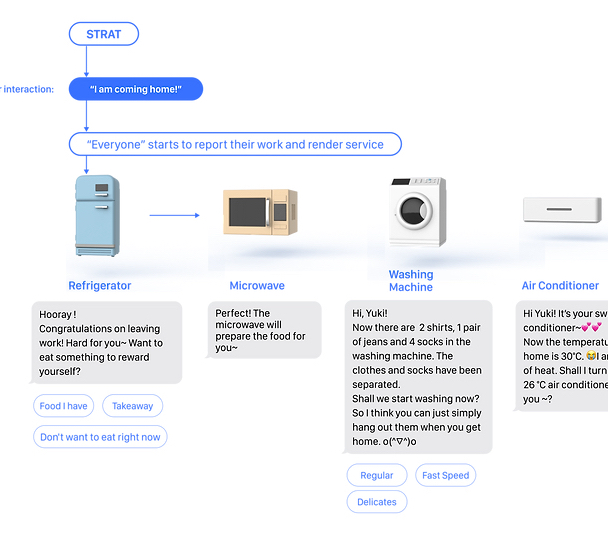 STRAT
r interaction:
"I am coming home!"
"Everyone" starts to report their work and render service
Refrigerator
Hooray !
Congratulations on leaving
work! Hard for you~ Want to
eat something to reward
yourself?
Food I have
Takeaway
Don't want to eat right now
Microwave
Perfect! The
microwave will
prepare the food for
you~
Washing
Machine
Hi, Yuki!
Now there are 2 shirts, 1 pair
of jeans and 4 socks in the
washing machine. The
clothes and socks have been
separated.
Shall we start washing now?
So I think you can just simply
hang out them when you get
home. o(^∇^)o
Regular
Fast Speed
Delicates
Air Conditioner
Hi Yuki! It's your sw
conditioner~💕💕
Now the temperatu
home is 30°C. 😭I ar
of heat. Shall I turn
26 °C air conditione
you ~?